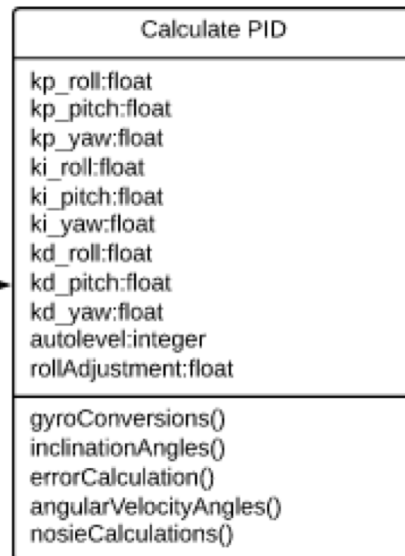 Calculate PID
kp_roll:float
kp_pitch:float
kp_yaw:float
ki_roll:float
ki_pitch:float
ki_yaw:float
kd_roll:float
kd_pitch:float
kd_yaw:float
autolevel:integer
rollAdjustment:float
gyroConversions()
inclinationAngles()
errorCalculation()
angularVelocityAngles()
nosieCalculations()